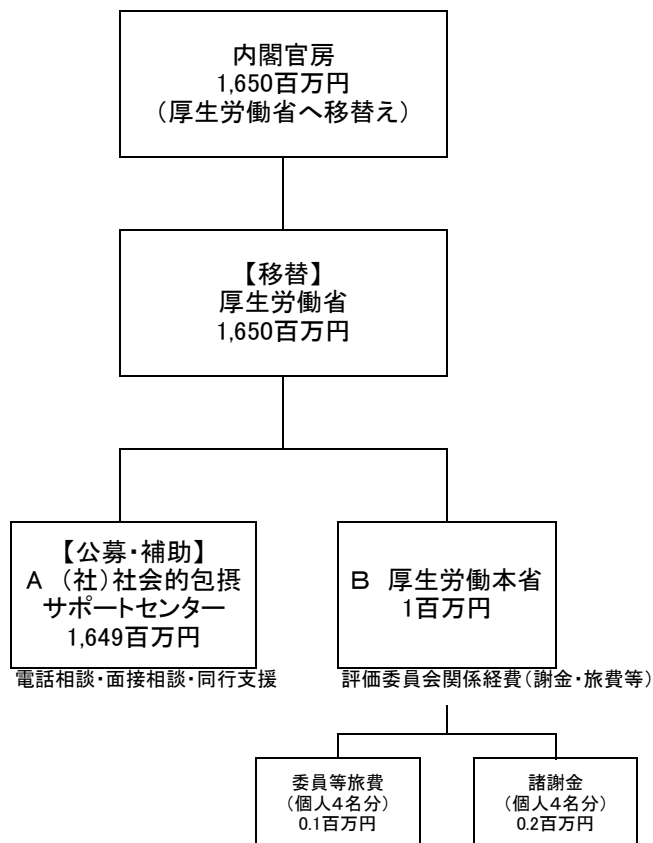 内閣官房
1,650百万円
（厚生労働省へ移替え）
【移替】
厚生労働省
1,650百万円
【公募・補助】
A （社）社会的包摂
サポートセンター
1,649百万円
電話相談・面接相談・同行支援
B 厚生労働本省
1百万円
評価委員会関係経費（謝金・旅費等）
委員等旅費
（個人4名分）
0.1百万円
諸謝金
（個人4名分）
0.2百万円